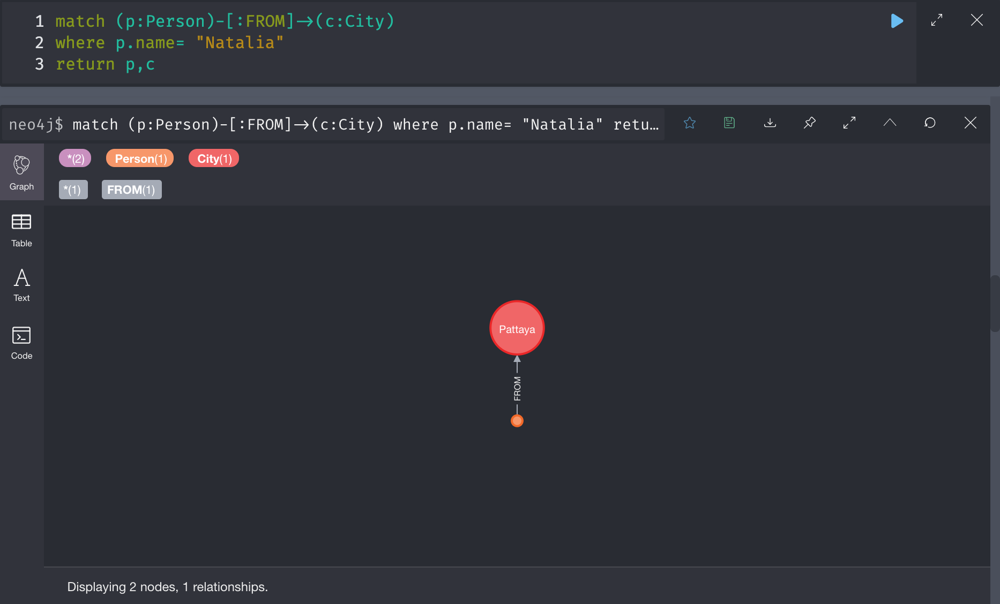 1 match (p:Person)-[:FROM]->(c:City)
2 where p.name= "Natalia"
3 return p,c
neo4j$ match (p:Person)-[:FROM]->(c:City) where p.name= "Natalia" retu…
*(2) Person(1) City(1)
*(1) FROM(1)
Graph
Table
Text
Code
Pattaya
FROM
Displaying 2 nodes, 1 relationships.